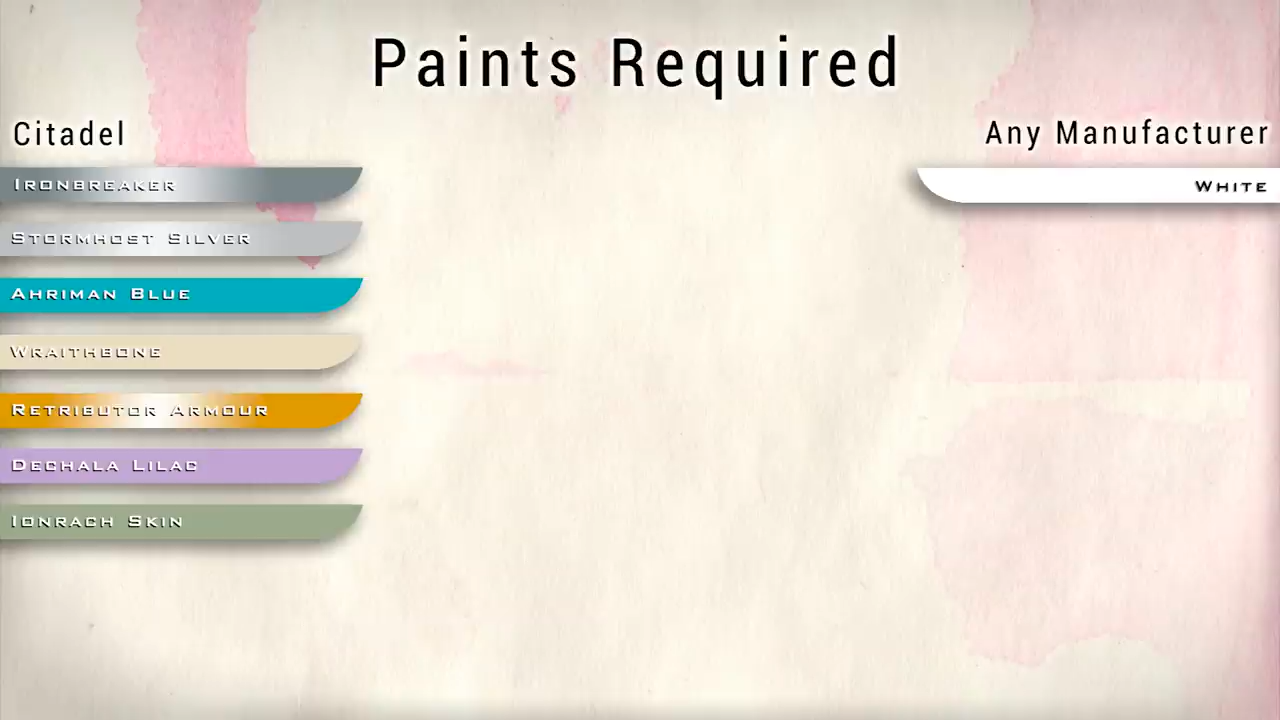 Paints Required
Citadel
Ironbreaker
Stormhost Silver
Ahriman Blue
Wraithbone
Retributor Armour
Dechala Lilac
Ionrach Skin
Any Manufacturer
White